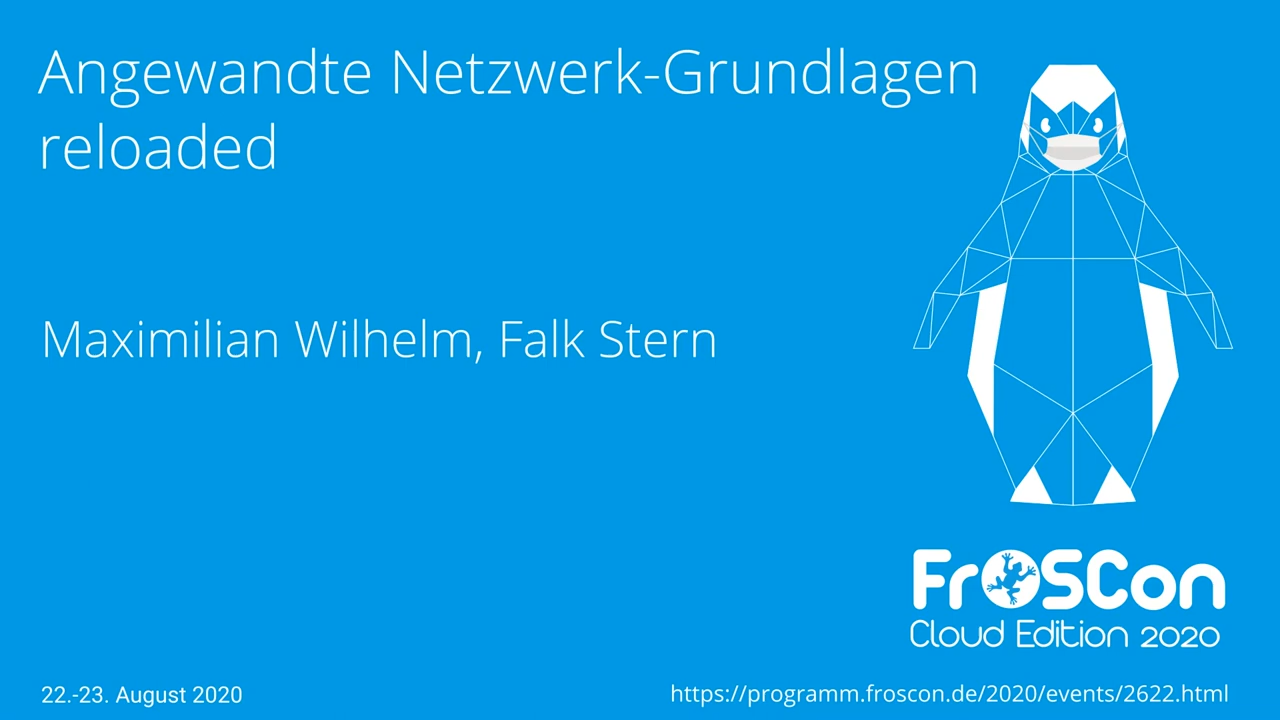 Angewandte Netzwerk-Grundlagen
reloaded
Maximilian Wilhelm, Falk Stern
FrOSCon
Cloud Edition 2020
22.-23. August 2020
https://programm.froscon.de/2020/events/2622.html